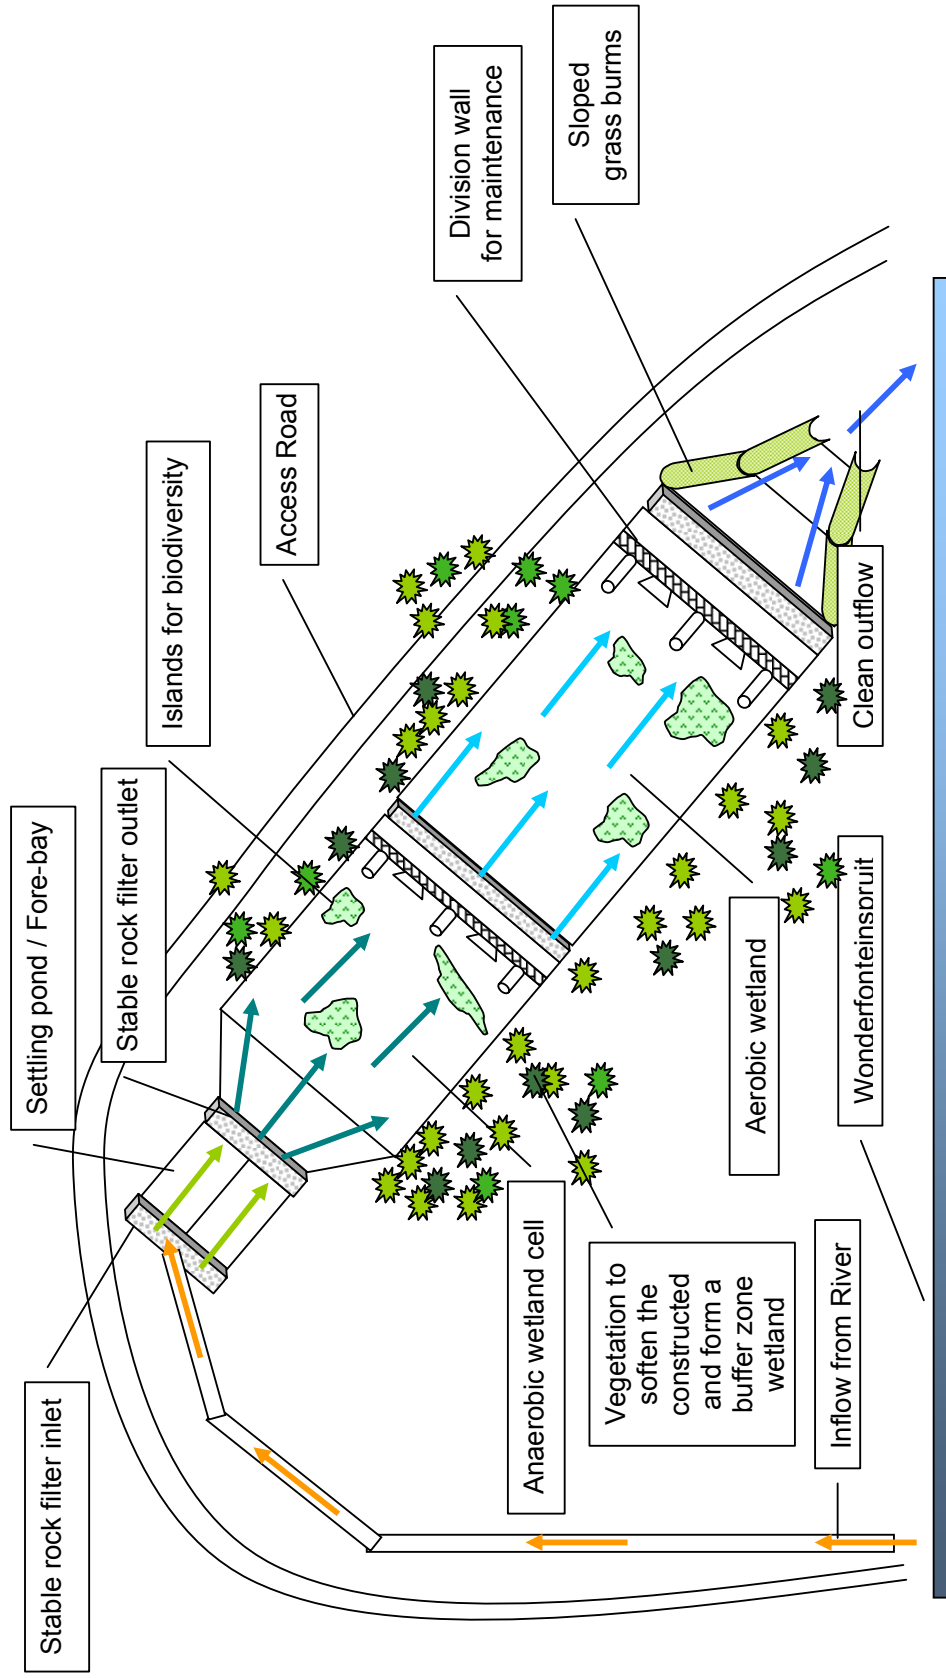 Stable rock filter inlet
Settling pond / Fore-bay
Stable rock filter outlet
Islands for biodiversity
Access Road
Division wall
for maintenance
Sloped
grass burms
Anaerobic wetland cell
Vegetation to
soften the
constructed
and form a
buffer zone
wetland
Aerobic wetland
Clean outflow
Inflow from River
Wonderfonteinspruit